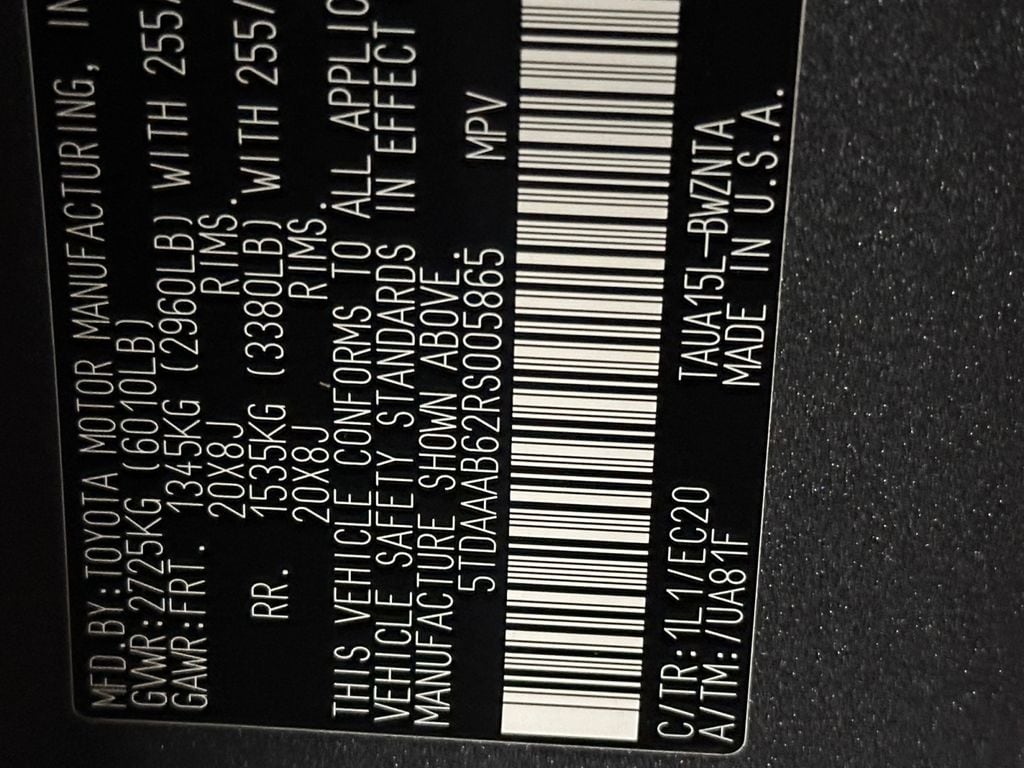 MFD.BY:TOYOTA MOTOR MANUFACTURING, IN
GVWR:2725KG (6010LB)
GAWR:FRT. 1345KG (2960LB) WITH 255/
20X8J RIMS.
RR. 1535KG (3380LB) WITH 255/
20X8J RIMS.
THIS VEHICLE CONFORMS TO ALL APPLIC
VEHICLE SAFETY STANDARDS IN EFFECT
MANUFACTURE SHOWN ABOVE.
5TDAAAB62RS005865 MPV
C/TR:1L17/EC20 TAUA15L-BWZNTA
A/TM:/UA81F MADE IN U.S.A.